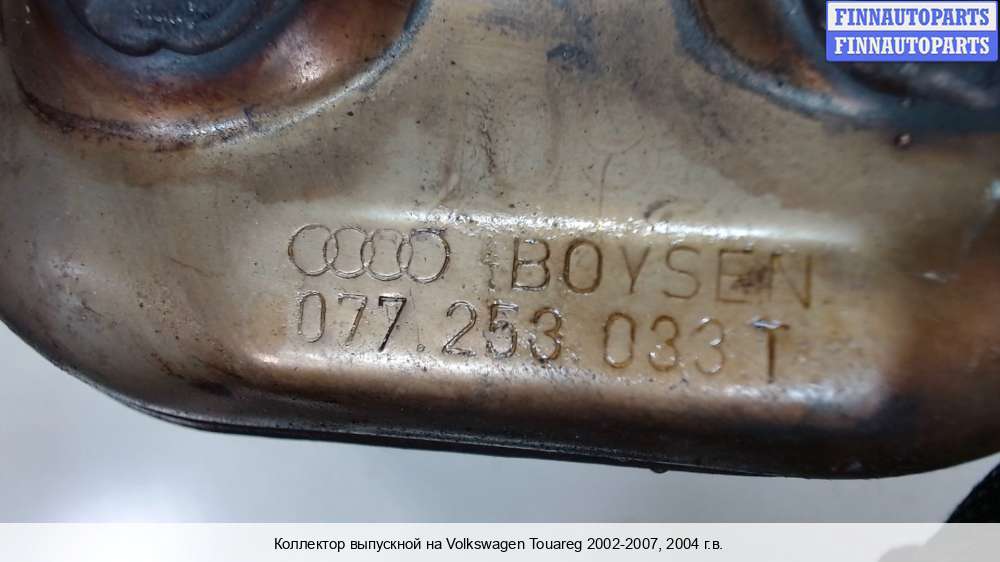 FINNAUTOPARTS
FINNAUTOPARTS
BOYSEN
077.253 033 T
Коллектор выпускной на Volkswagen Touareg 2002-2007, 2004 г.в.